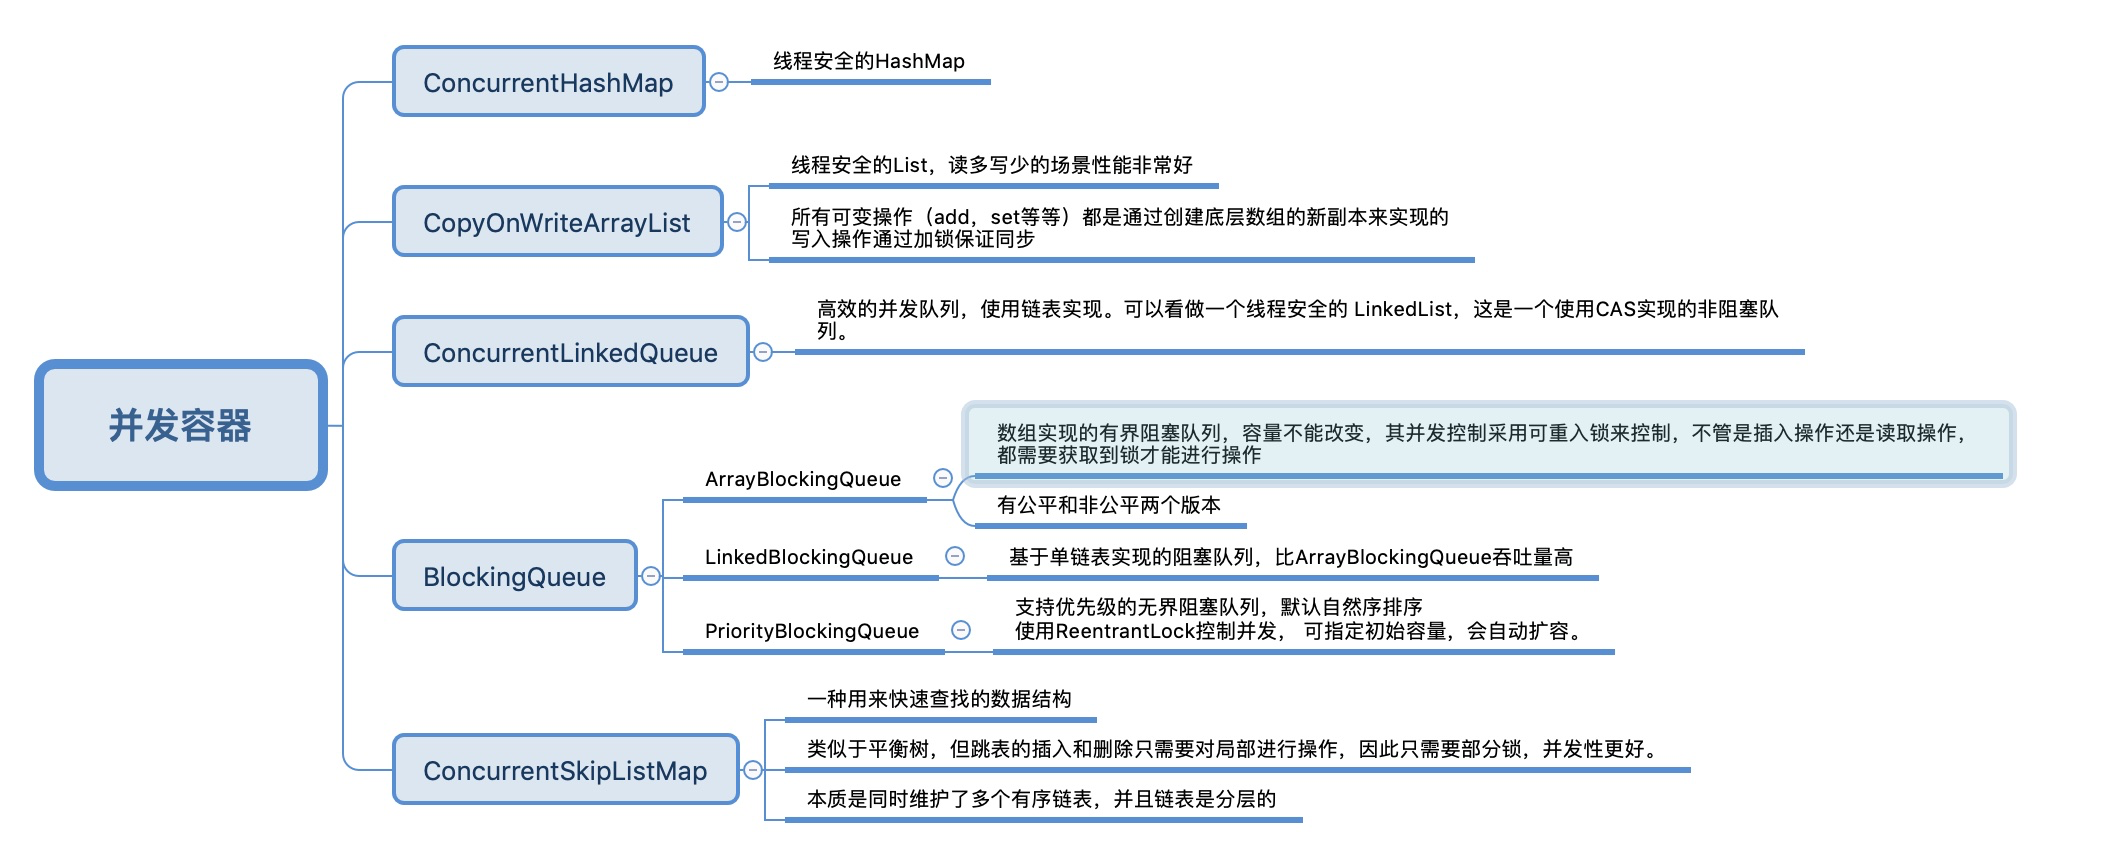 并发容器
ConcurrentHashMap
线程安全的HashMap
CopyOnWriteArrayList
线程安全的List，读多写少的场景性能非常好
所有可变操作（add，set等等）都是通过创建底层数组的新副本来实现的
写入操作通过加锁保证同步
ConcurrentLinkedQueue
高效的并发队列，使用链表实现。可以看做一个线程安全的 LinkedList，这是一个使用CAS实现的非阻塞队
列。
BlockingQueue
ArrayBlockingQueue
数组实现的有界阻塞队列，容量不能改变，其并发控制采用可重入锁来控制，不管是插入操作还是读取操作，
都需要获取到锁才能进行操作
有公平和非公平两个版本
LinkedBlockingQueue
基于单链表实现的阻塞队列，比ArrayBlockingQueue吞吐量高
PriorityBlockingQueue
支持优先级的无界阻塞队列，默认自然序排序
使用ReentrantLock控制并发， 可指定初始容量，会自动扩容。
ConcurrentSkipListMap
一种用来快速查找的数据结构
类似于平衡树，但跳表的插入和删除只需要对局部进行操作，因此只需要部分锁，并发性更好。
本质是同时维护了多个有序链表，并且链表是分层的